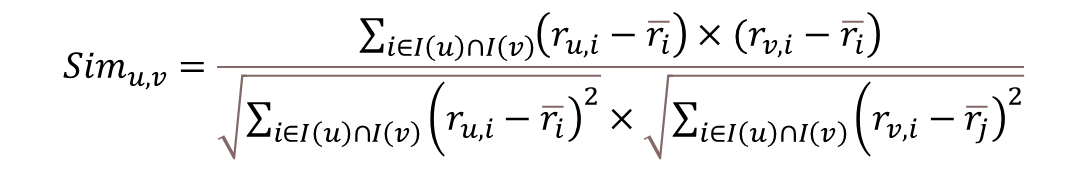 $Sim_{u,v} = \frac{\sum_{i \in I(u) \cap I(v)} (r_{u,i} - \overline{r_i}) \times (r_{v,i} - \overline{r_i})}{\sqrt{\sum_{i \in I(u) \cap I(v)} (r_{u,i} - \overline{r_i})^2} \times \sqrt{\sum_{i \in I(u) \cap I(v)} (r_{v,i} - \overline{r_j})^2}}$